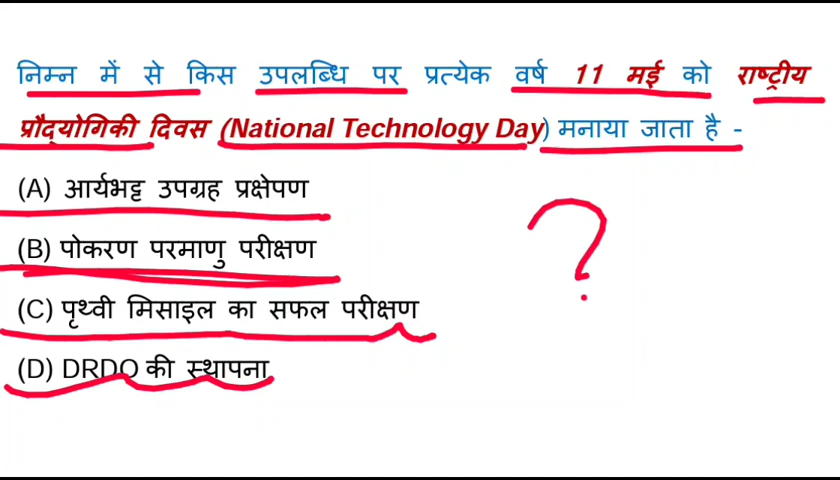 निम्न में से किस उपलब्धि पर प्रत्येक वर्ष 11 मई को राष्ट्रीय
प्रौद्योगिकी दिवस (National Technology Day) मनाया जाता है -
(A) आर्यभट्ट उपग्रह प्रक्षेपण
(B) पोकरण परमाणु परीक्षण
(C) पृथ्वी मिसाइल का सफल परीक्षण
(D) DRDO की स्थापना
?